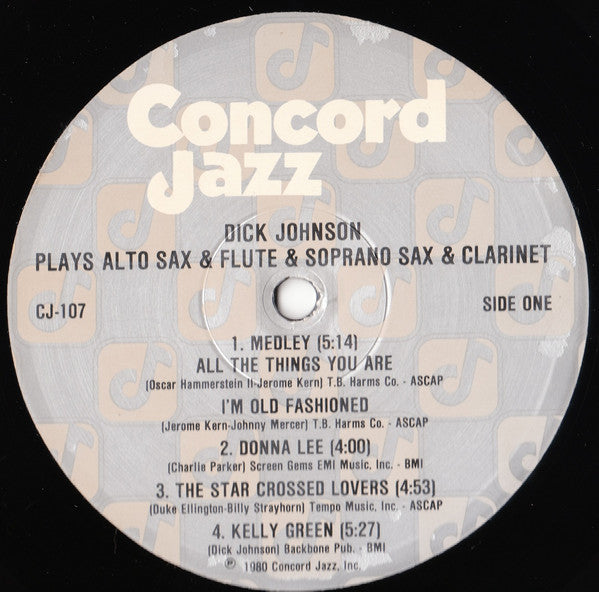 Concord
Jazz
DICK JOHNSON
PLAYS ALTO SAX & FLUTE & SOPRANO SAX & CLARINET
CJ-107
SIDE ONE
1. MEDLEY (5:14)
ALL THE THINGS YOU ARE
(Oscar Hammerstein II-Jerome Kern) T.B. Harms Co. - ASCAP
I'M OLD FASHIONED
(Jerome Kern-Johnny Mercer) T.B. Harms Co. - ASCAP
2. DONNA LEE (4:00)
(Charlie Parker) Screen Gems EMI Music, Inc. - BMI
3. THE STAR CROSSED LOVERS (4:53)
(Duke Ellington-Billy Strayhorn) Tempo Music, Inc. - ASCAP
4. KELLY GREEN (5:27)
(Dick Johnson) Backbone Pub. - BMI
℗ 1980 Concord Jazz, Inc.